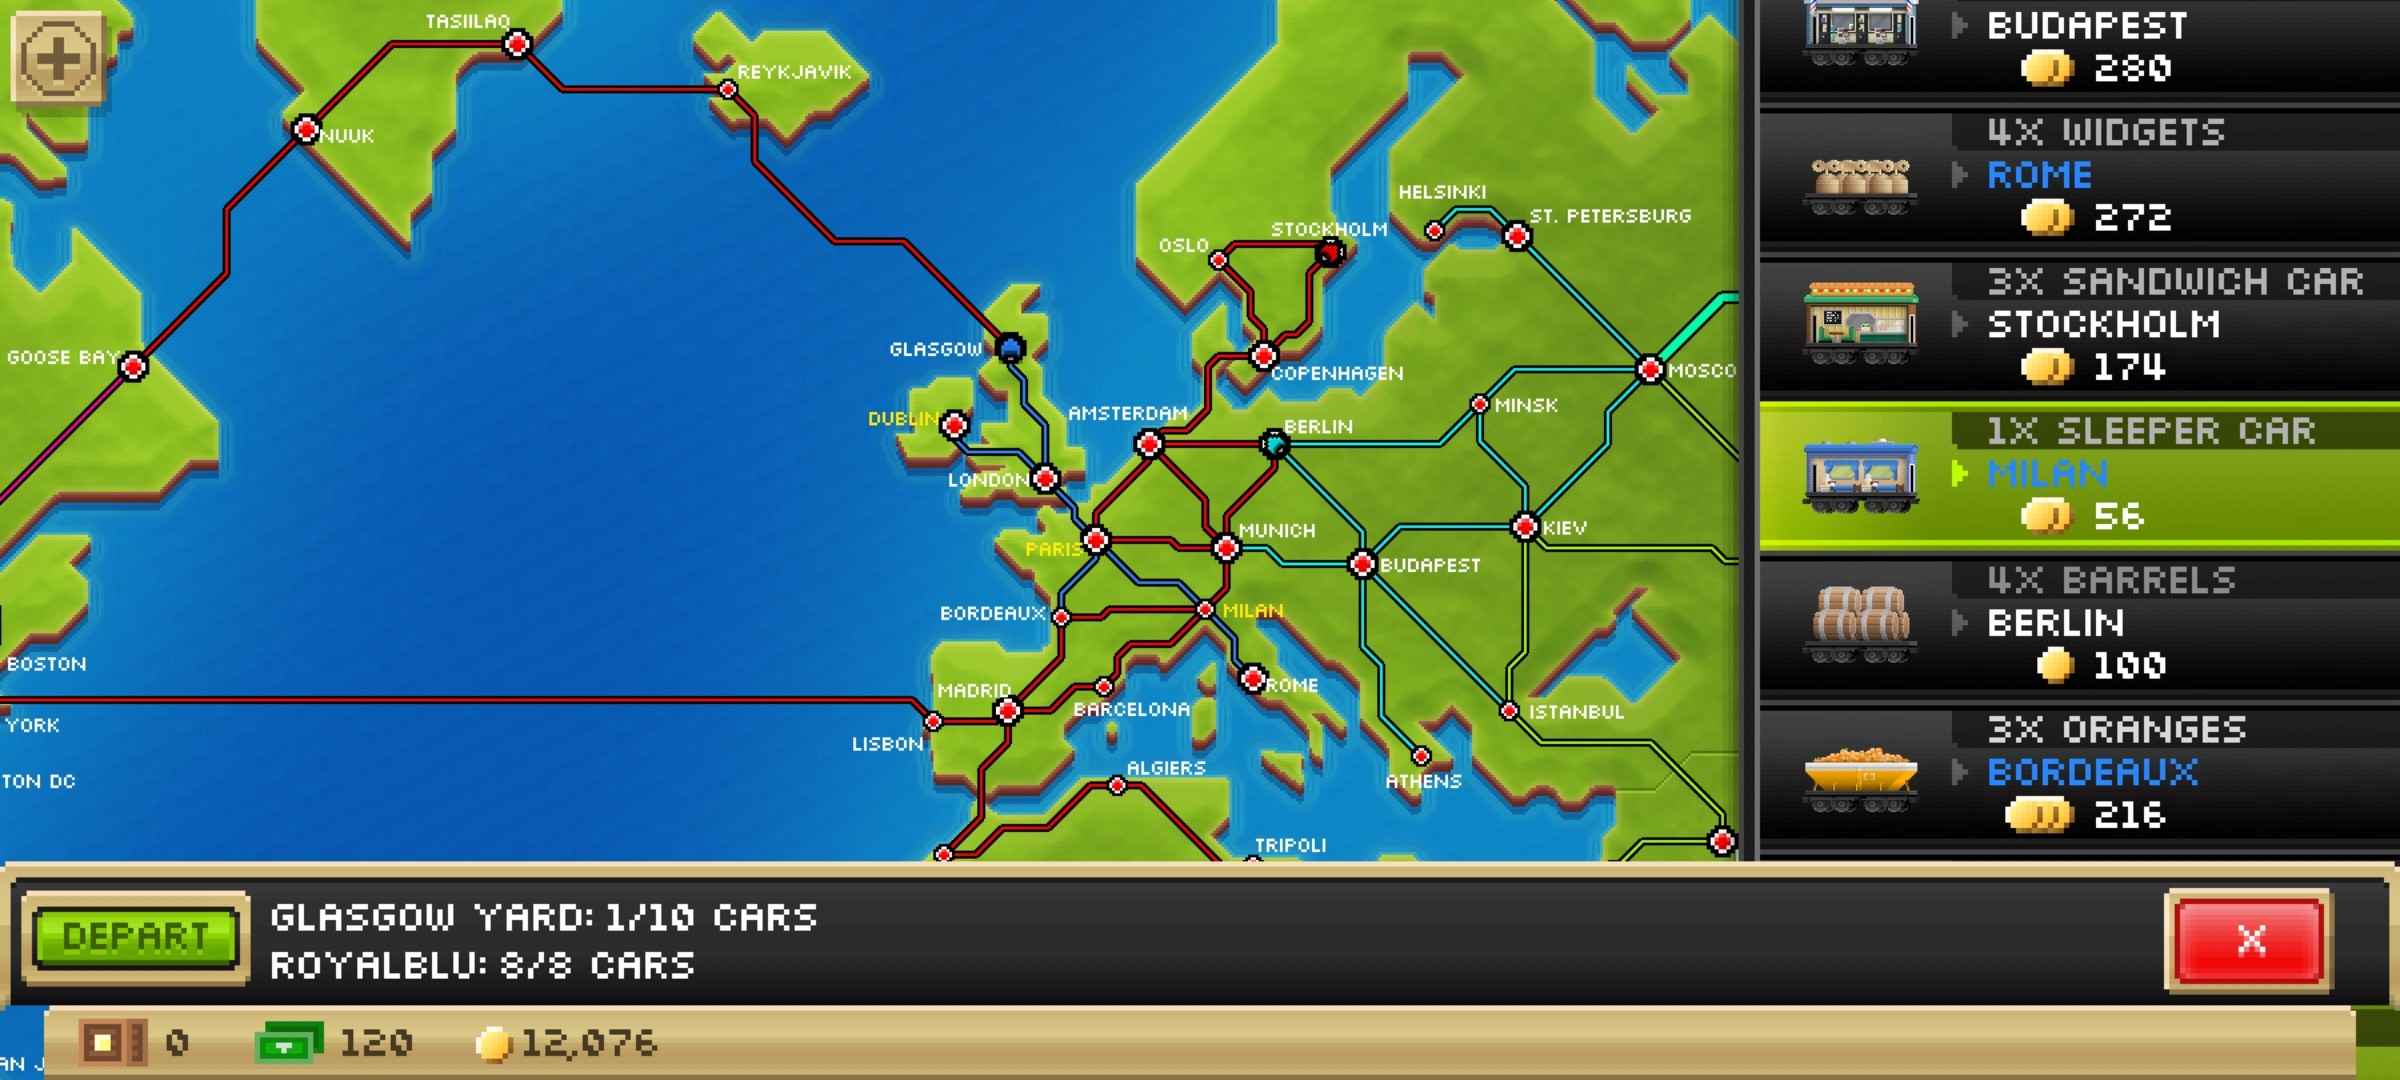 TASIILAQ
REYKJAVIK
NUUK
HELSINKI
ST. PETERSBURG
STOCKHOLM
OSLO
GOOSE BAY
GLASGOW
COPENHAGEN
MOSCO
DUBLIN
AMSTERDAM
BERLIN
MINSK
LONDON
PARIS
MUNICH
KIEV
BUDAPEST
BORDEAUX
MILAN
BOSTON
MADRID
ROME
BARCELONA
ISTANBUL
YORK
LISBON
TON DC
ALGIERS
ATHENS
TRIPOLI
BUDAPEST
280
4X WIDGETS
ROME
272
3X SANDWICH CAR
STOCKHOLM
174
1X SLEEPER CAR
MILAN
56
4X BARRELS
BERLIN
100
3X ORANGES
BORDEAUX
216
DEPART
GLASGOW YARD: 1/10 CARS
ROYALBLU: 8/8 CARS
X
0
120
12,076
AN J